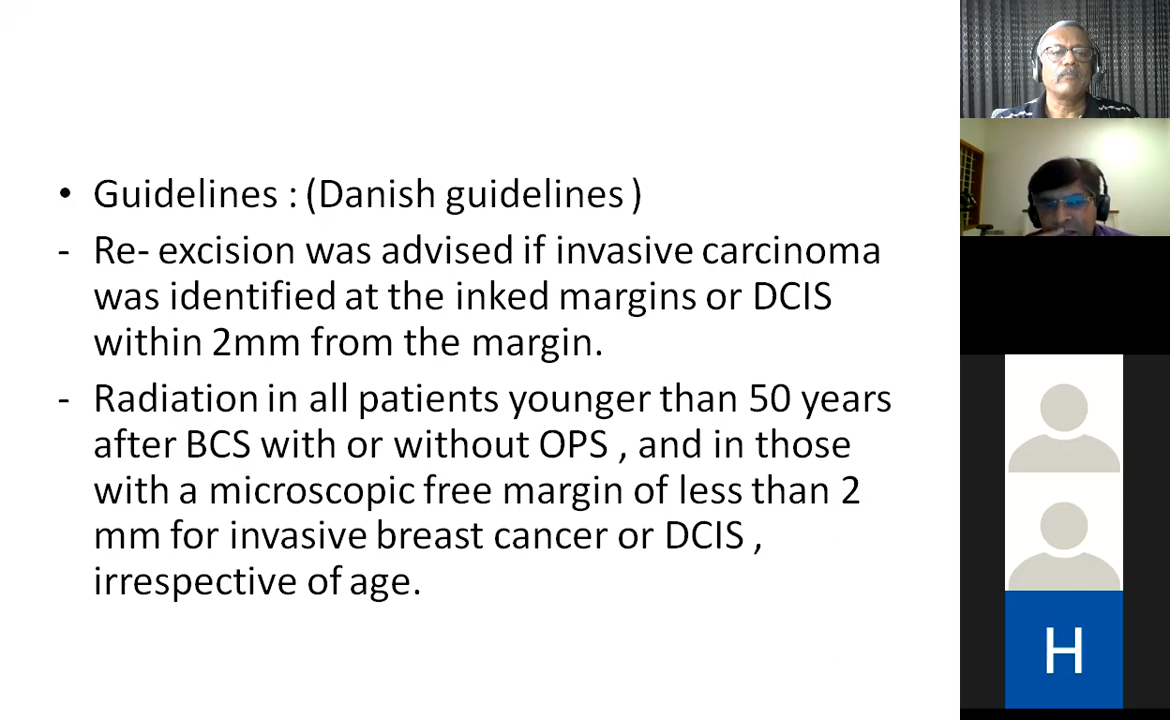 • Guidelines : (Danish guidelines )
- Re- excision was advised if invasive carcinoma
was identified at the inked margins or DCIS
within 2mm from the margin.
- Radiation in all patients younger than 50 years
after BCS with or without OPS , and in those
with a microscopic free margin of less than 2
mm for invasive breast cancer or DCIS ,
irrespective of age.
H